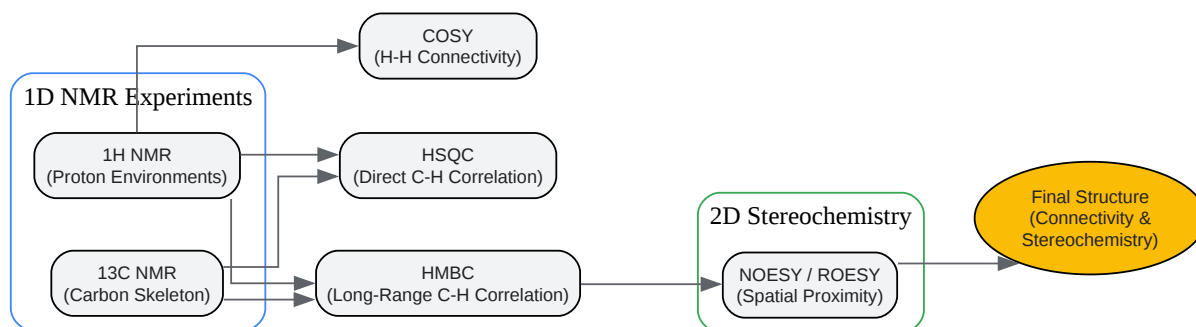 COSY
(H-H Connectivity)
1D NMR Experiments
1H NMR
(Proton Environments)
HSQC
(Direct C-H Correlation)
13C NMR
(Carbon Skeleton)
HMBC
(Long-Range C-H Correlation)
2D Stereochemistry
NOESY / ROESY
(Spatial Proximity)
Final Structure
(Connectivity &
Stereochemistry)